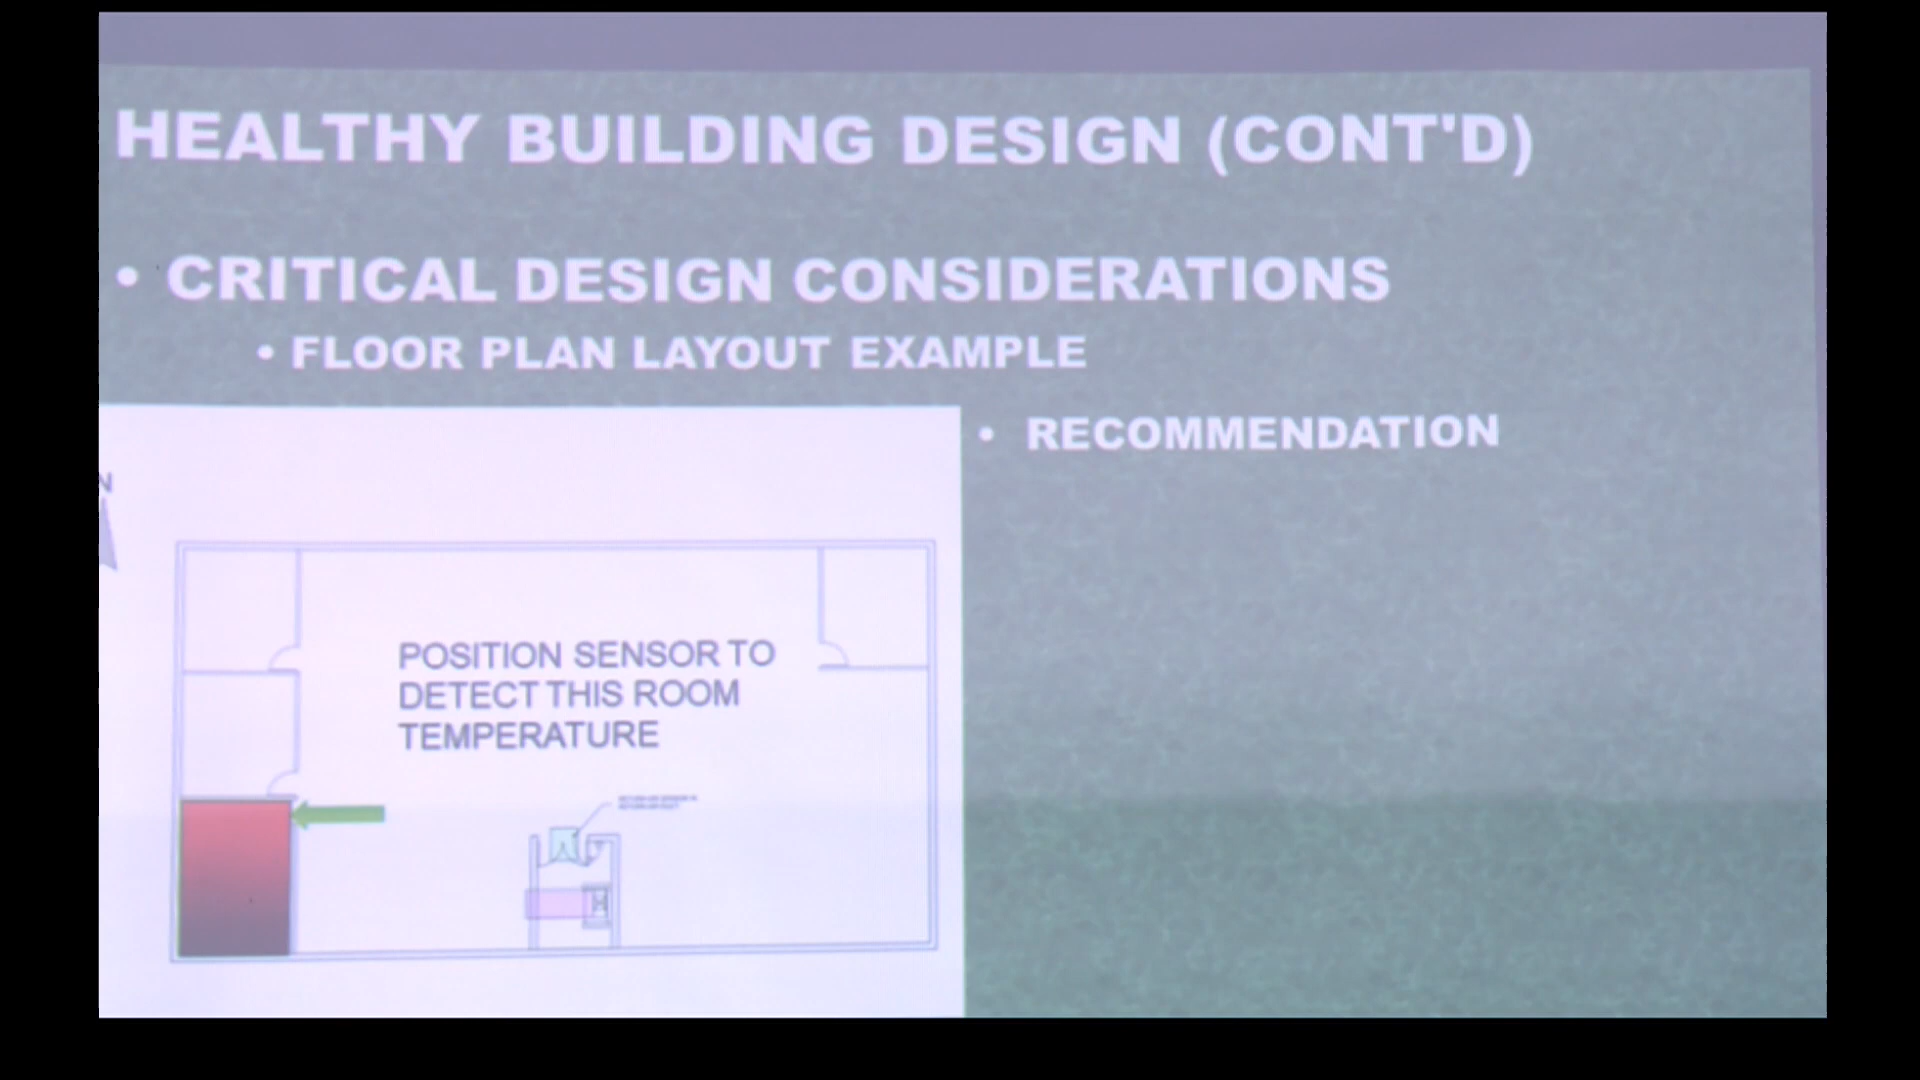 HEALTHY BUILDING DESIGN (CONT'D)
• CRITICAL DESIGN CONSIDERATIONS
• FLOOR PLAN LAYOUT EXAMPLE
• RECOMMENDATION
N
POSITION SENSOR TO
DETECT THIS ROOM
TEMPERATURE